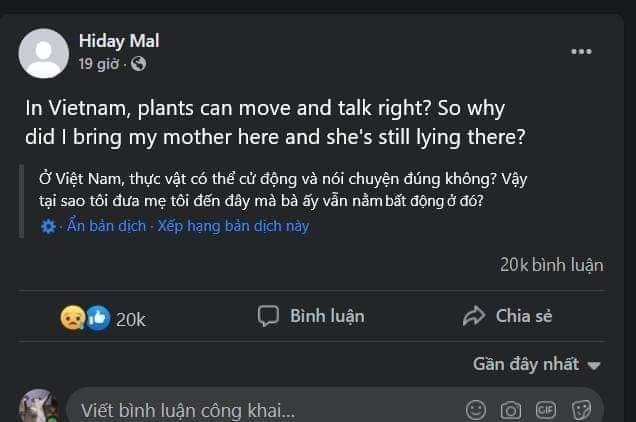 Hiday Mal
19 giờ ·
In Vietnam, plants can move and talk right? So why
did I bring my mother here and she's still lying there?
Ở Việt Nam, thực vật có thể cử động và nói chuyện đúng không? Vậy
tại sao tôi đưa mẹ tôi đến đây mà bà ấy vẫn nằm bất động ở đó?
· Ẩn bản dịch · Xếp hạng bản dịch này
20k bình luận
20k
Bình luận
Chia sẻ
Gần đây nhất
Viết bình luận công khai...
GIF